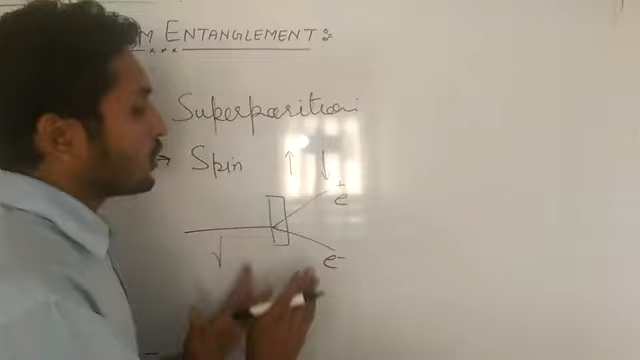 M ENTANGLEMENT:
Superposition
→ Spin ↑ ↓
e+
e-